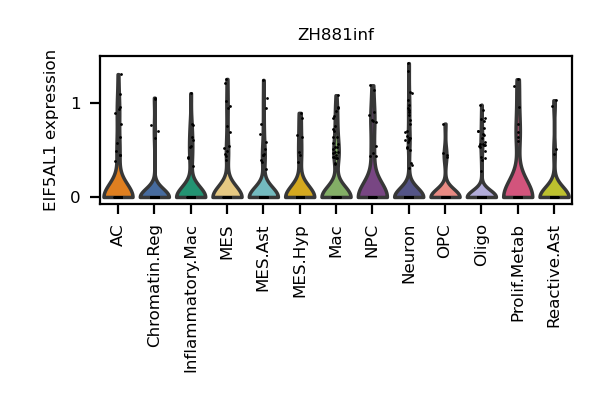 ZH881inf
EIF5AL1 expression
1
0
AC
Chromatin.Reg
Inflammatory.Mac
MES
MES.Ast
MES.Hyp
Mac
NPC
Neuron
OPC
Oligo
Prolif.Metab
Reactive.Ast